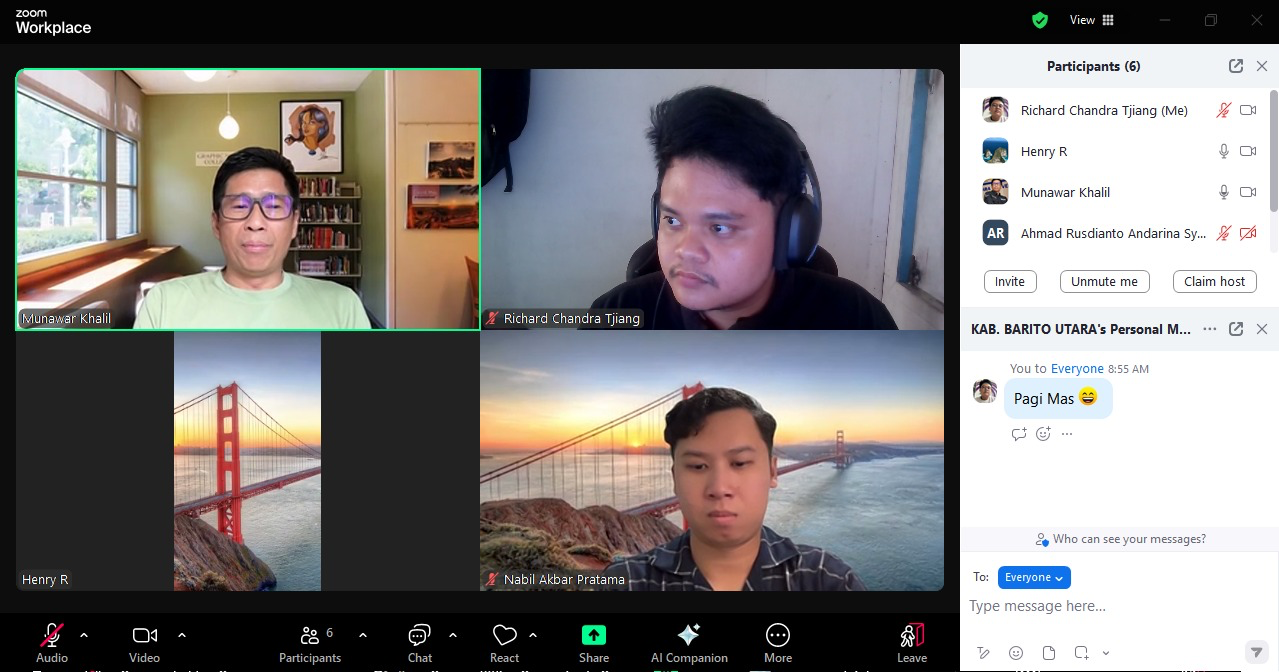 zoom
Workplace
View
Participants (6)
Richard Chandra Tjiang (Me)
Henry R
Munawar Khalil
AR
Ahmad Rusdianto Andarina Sy...
Invite
Unmute me
Claim host
Munawar Khalil
Richard Chandra Tjiang
Henry R
Nabil Akbar Pratama
KAB. BARITO UTARA's Personal M...
You to Everyone 8:55 AM
Pagi Mas 😄
Who can see your messages?
To: Everyone
Type message here...
Audio
Video
Participants
6
Chat
React
Share
AI Companion
More
Leave